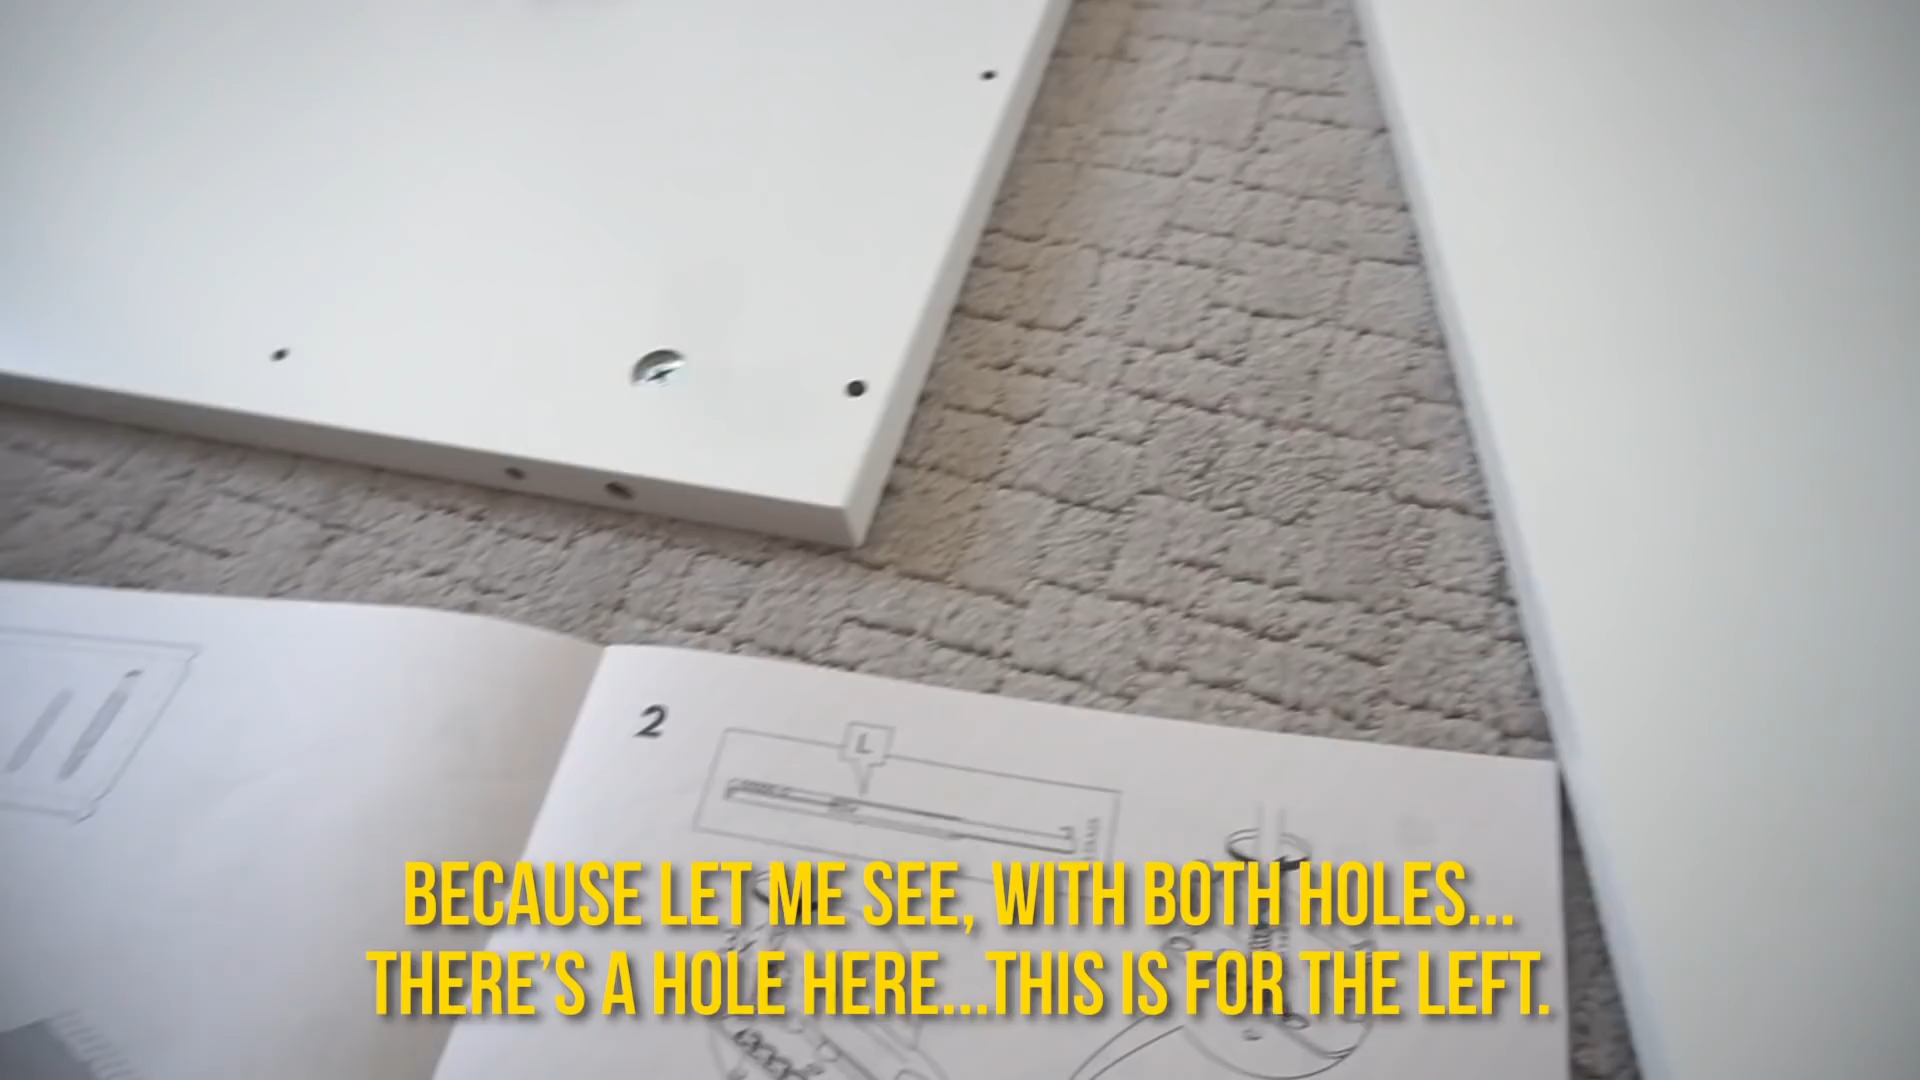 2
L
BECAUSE LET ME SEE, WITH BOTH HOLES...
THERE'S A HOLE HERE...THIS IS FOR THE LEFT.